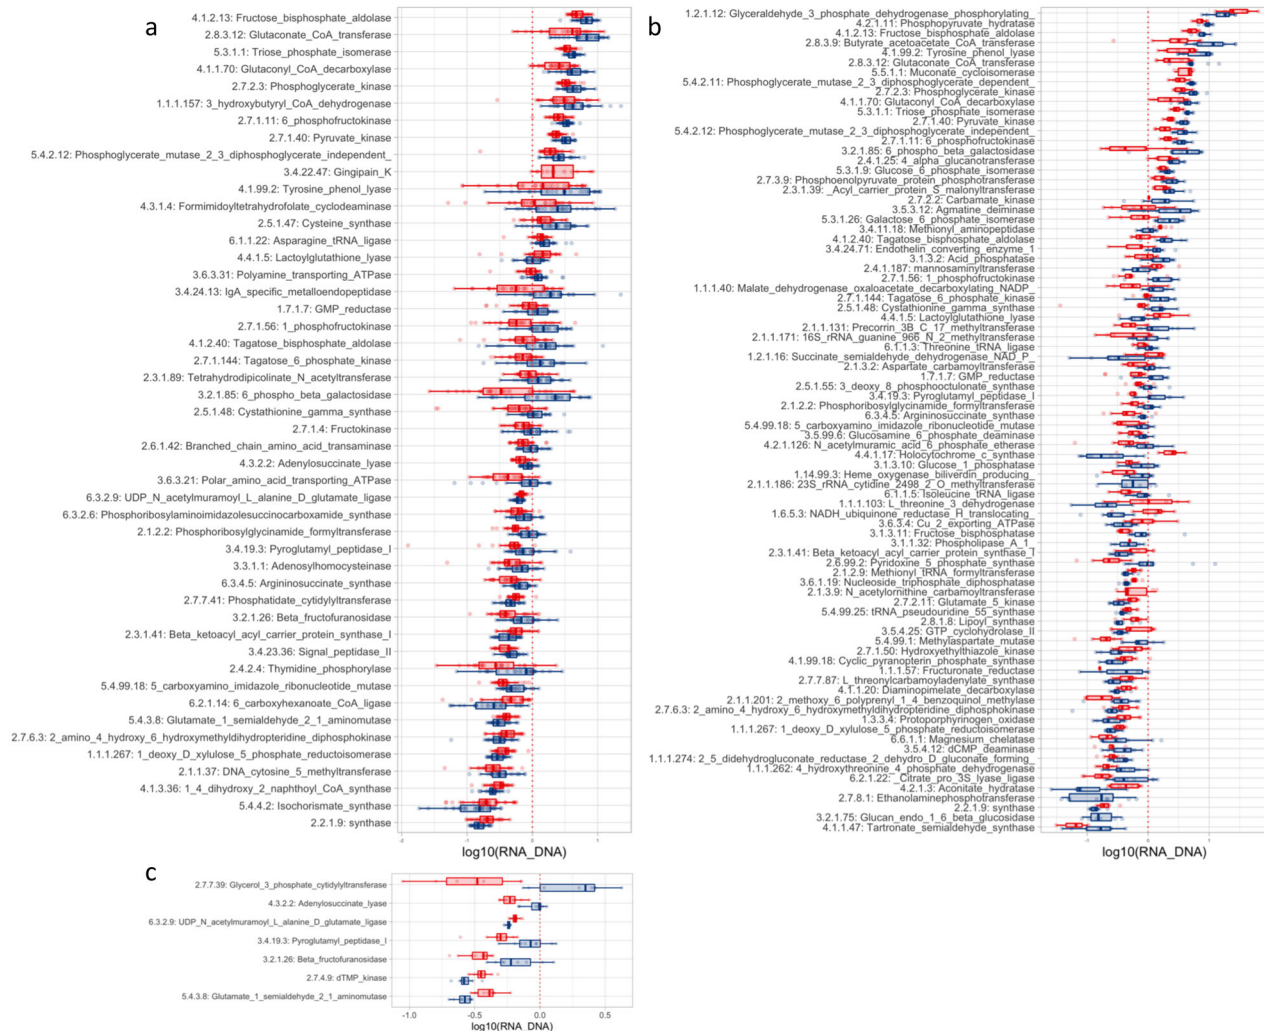 a
4.1.2.13: Fructose_bisphosphate_aldolase
2.8.3.12: Glutaconate_CoA_transferase
5.3.1.1: Triose_phosphate_isomerase
4.1.1.70: Glutaconyl_CoA_decarboxylase
2.7.2.3: Phosphoglycerate_kinase
1.1.1.157: 3_hydroxybutyryl_CoA_dehydrogenase
2.7.1.11: 6_phosphofructokinase
2.7.1.40: Pyruvate_kinase
5.4.2.12: Phosphoglycerate_mutase_2_3_diphosphoglycerate_independent_
3.4.22.47: Gingipain_K
4.1.99.2: Tyrosine_phenol_lyase
4.3.1.4: Formimidoyltetrahydrofolate_cyclodeaminase
2.5.1.47: Cysteine_synthase
6.1.1.22: Asparagine_tRNA_ligase
4.4.1.5: Lactoylglutathione_lyase
3.6.3.31: Polyamine_transporting_ATPase
3.4.24.13: IgA_specific_metalloendopeptidase
1.7.1.7: GMP_reductase
2.7.1.56: 1_phosphofructokinase
4.1.2.40: Tagatose_bisphosphate_aldolase
2.7.1.144: Tagatose_6_phosphate_kinase
2.3.1.89: Tetrahydrodipicolinate_N_acetyltransferase
3.2.1.85: 6_phospho_beta_galactosidase
2.5.1.48: Cystathionine_gamma_synthase
2.7.1.4: Fructokinase
2.6.1.42: Branched_chain_amino_acid_transaminase
4.3.2.2: Adenylosuccinate_lyase
3.6.3.21: Polar_amino_acid_transporting_ATPase
6.3.2.9: UDP_N_acetylmuramoyl_L_alanine_D_glutamate_ligase
6.3.2.6: Phosphoribosylaminoimidazolesuccinocarboxamide_synthase
2.1.2.2: Phosphoribosylglycinamide_formyltransferase
3.4.19.3: Pyroglutamyl_peptidase_I
3.3.1.1: Adenosylhomocysteinase
6.3.4.5: Argininosuccinate_synthase
2.7.7.41: Phosphatidate_cytidylyltransferase
3.2.1.26: Beta_fructofuranosidase
2.3.1.41: Beta_ketoacyl_acyl_carrier_protein_synthase_I
3.4.23.36: Signal_peptidase_II
2.4.2.4: Thymidine_phosphorylase
5.4.99.18: 5_carboxyamino_imidazole_ribonucleotide_mutase
6.2.1.14: 6_carboxyhexanoate_CoA_ligase
5.4.3.8: Glutamate_1_semialdehyde_2_1_aminomutase
2.7.6.3: 2_amino_4_hydroxy_6_hydroxymethyldihydropteridine_diphosphokinase
1.1.1.267: 1_deoxy_D_xylulose_5_phosphate_reductoisomerase
2.1.1.37: DNA_cytosine_5_methyltransferase
4.1.3.36: 1_4_dihydroxy_2_naphthoyl_CoA_synthase
5.4.4.2: Isochorismate_synthase
2.2.1.9: synthase
-2 -1 0 1
log10(RNA_DNA)
b
1.2.1.12: Glyceraldehyde_3_phosphate_dehydrogenase_phosphorylating_
4.2.1.11: Phosphopyruvate_hydratase
4.1.2.13: Fructose_bisphosphate_aldolase
2.8.3.9: Butyrate_acetoacetate_CoA_transferase
4.1.99.2: Tyrosine_phenol_lyase
2.8.3.12: Glutaconate_CoA_transferase
5.5.1.1: Muconate_cycloisomerase
5.4.2.11: Phosphoglycerate_mutase_2_3_diphosphoglycerate_dependent_
2.7.2.3: Phosphoglycerate_kinase
4.1.1.70: Glutaconyl_CoA_decarboxylase
5.3.1.1: Triose_phosphate_isomerase
2.7.1.40: Pyruvate_kinase
5.4.2.12: Phosphoglycerate_mutase_2_3_diphosphoglycerate_independent_
2.7.1.11: 6_phosphofructokinase
3.2.1.85: 6_phospho_beta_galactosidase
2.4.1.25: 4_alpha_glucanotransferase
5.3.1.9: Glucose_6_phosphate_isomerase
2.7.3.9: Phosphoenolpyruvate_protein_phosphotransferase
2.3.1.39: _Acyl_carrier_protein_S_malonyltransferase
2.7.2.2: Carbamate_kinase
3.5.3.12: Agmatine_deiminase
5.3.1.26: Galactose_6_phosphate_isomerase
3.4.11.18: Methionyl_aminopeptidase
4.1.2.40: Tagatose_bisphosphate_aldolase
3.4.24.71: Endothelin_converting_enzyme_1
3.1.3.2: Acid_phosphatase
2.4.1.187: mannosaminyltransferase
2.7.1.56: 1_phosphofructokinase
1.1.1.40: Malate_dehydrogenase_oxaloacetate_decarboxylating_NADP_
2.7.1.144: Tagatose_6_phosphate_kinase
2.5.1.48: Cystathionine_gamma_synthase
4.4.1.5: Lactoylglutathione_lyase
2.1.1.131: Precorrin_3B_C_17_methyltransferase
2.1.1.171: 16S_rRNA_guanine_966_N_2_methyltransferase
6.1.1.3: Threonine_tRNA_ligase
1.2.1.16: Succinate_semialdehyde_dehydrogenase_NAD_P_
2.1.3.2: Aspartate_carbamoyltransferase
1.7.1.7: GMP_reductase
2.5.1.55: 3_deoxy_8_phosphooctulonate_synthase
3.4.19.3: Pyroglutamyl_peptidase_I
2.1.2.2: Phosphoribosylglycinamide_formyltransferase
6.3.4.5: Argininosuccinate_synthase
5.4.99.18: 5_carboxyamino_imidazole_ribonucleotide_mutase
3.5.99.6: Glucosamine_6_phosphate_deaminase
4.2.1.126: N_acetylmuramic_acid_6_phosphate_etherase
4.4.1.17: Holocytochrome_c_synthase
3.1.3.10: Glucose_1_phosphatase
1.14.99.3: Heme_oxygenase_biliverdin_producing_
2.1.1.186: 23S_rRNA_cytidine_2498_2_O_methyltransferase
6.1.1.5: Isoleucine_tRNA_ligase
1.1.1.103: L_threonine_3_dehydrogenase
1.6.5.3: NADH_ubiquinone_reductase_H_translocating_
3.6.3.4: Cu_2_exporting_ATPase
3.1.3.11: Fructose_bisphosphatase
3.1.1.32: Phospholipase_A_1_
2.3.1.41: Beta_ketoacyl_acyl_carrier_protein_synthase_I
2.6.99.2: Pyridoxine_5_phosphate_synthase
2.1.2.9: Methionyl_tRNA_formyltransferase
3.6.1.19: Nucleoside_triphosphate_diphosphatase
2.1.3.9: N_acetylornithine_carbamoyltransferase
2.7.2.11: Glutamate_5_kinase
5.4.99.25: tRNA_pseudouridine_55_synthase
2.8.1.8: Lipoyl_synthase
3.5.4.25: GTP_cyclohydrolase_II
5.4.99.1: Methylaspartate_mutase
2.7.1.50: Hydroxyethylthiazole_kinase
4.1.99.18: Cyclic_pyranopterin_phosphate_synthase
1.1.1.57: Fructuronate_reductase
2.7.7.87: L_threonylcarbamoyladenylate_synthase
4.1.1.20: Diaminopimelate_decarboxylase
2.1.1.201: 2_methoxy_6_polyprenyl_1_4_benzoquinol_methylase
2.7.6.3: 2_amino_4_hydroxy_6_hydroxymethyldihydropteridine_diphosphokinase
1.3.3.4: Protoporphyrinogen_oxidase
1.1.1.267: 1_deoxy_D_xylulose_5_phosphate_reductoisomerase
6.6.1.1: Magnesium_chelatase
3.5.4.12: dCMP_deaminase
1.1.1.274: 2_5_didehydrogluconate_reductase_2_dehydro_D_gluconate_forming_
1.1.1.262: 4_hydroxythreonine_4_phosphate_dehydrogenase
6.2.1.22: _Citrate_pro_3S_lyase_ligase
4.2.1.3: Aconitate_hydratase
2.7.8.1: Ethanolaminephosphotransferase
2.2.1.9: synthase
3.2.1.75: Glucan_endo_1_6_beta_glucosidase
4.1.1.47: Tartronate_semialdehyde_synthase
-1 0 1
log10(RNA_DNA)
c
2.7.7.39: Glycerol_3_phosphate_cytidylyltransferase
4.3.2.2: Adenylosuccinate_lyase
6.3.2.9: UDP_N_acetylmuramoyl_L_alanine_D_glutamate_ligase
3.4.19.3: Pyroglutamyl_peptidase_I
3.2.1.26: Beta_fructofuranosidase
2.7.4.9: dTMP_kinase
5.4.3.8: Glutamate_1_semialdehyde_2_1_aminomutase
-1.0 -0.5 0.0 0.5
log10(RNA_DNA)